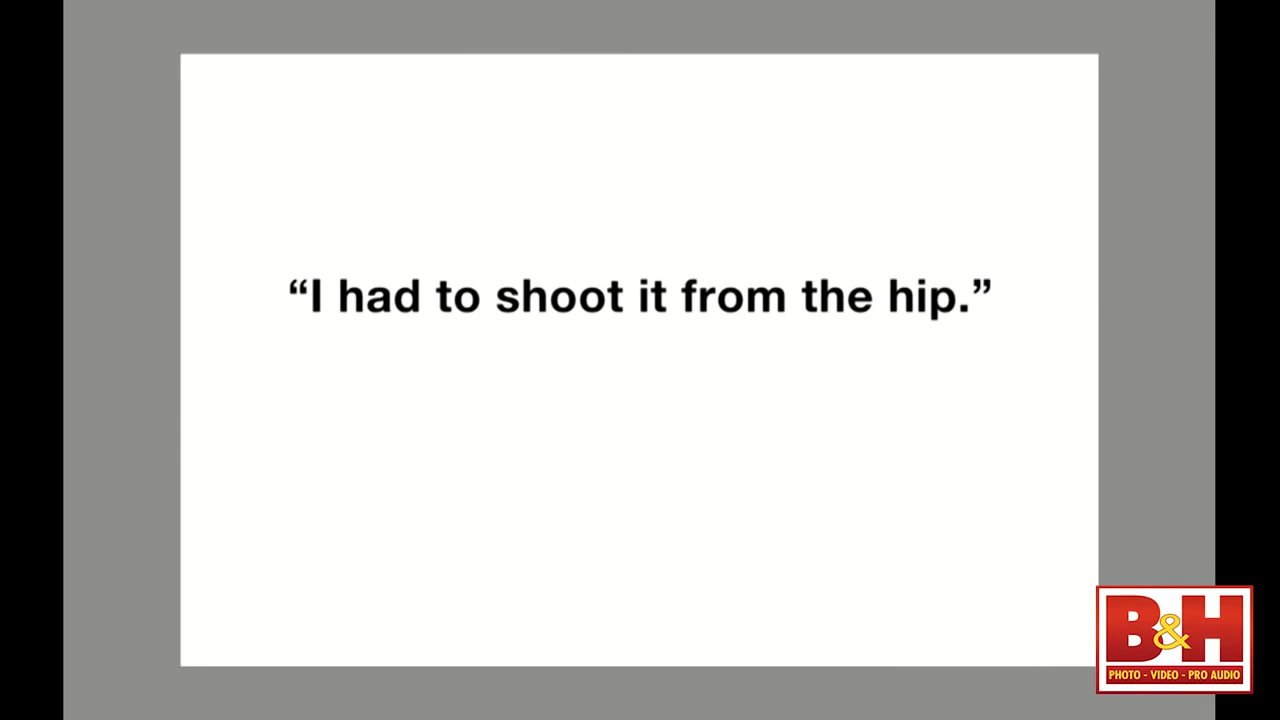 “I had to shoot it from the hip.”
B&H
PHOTO - VIDEO - PRO AUDIO